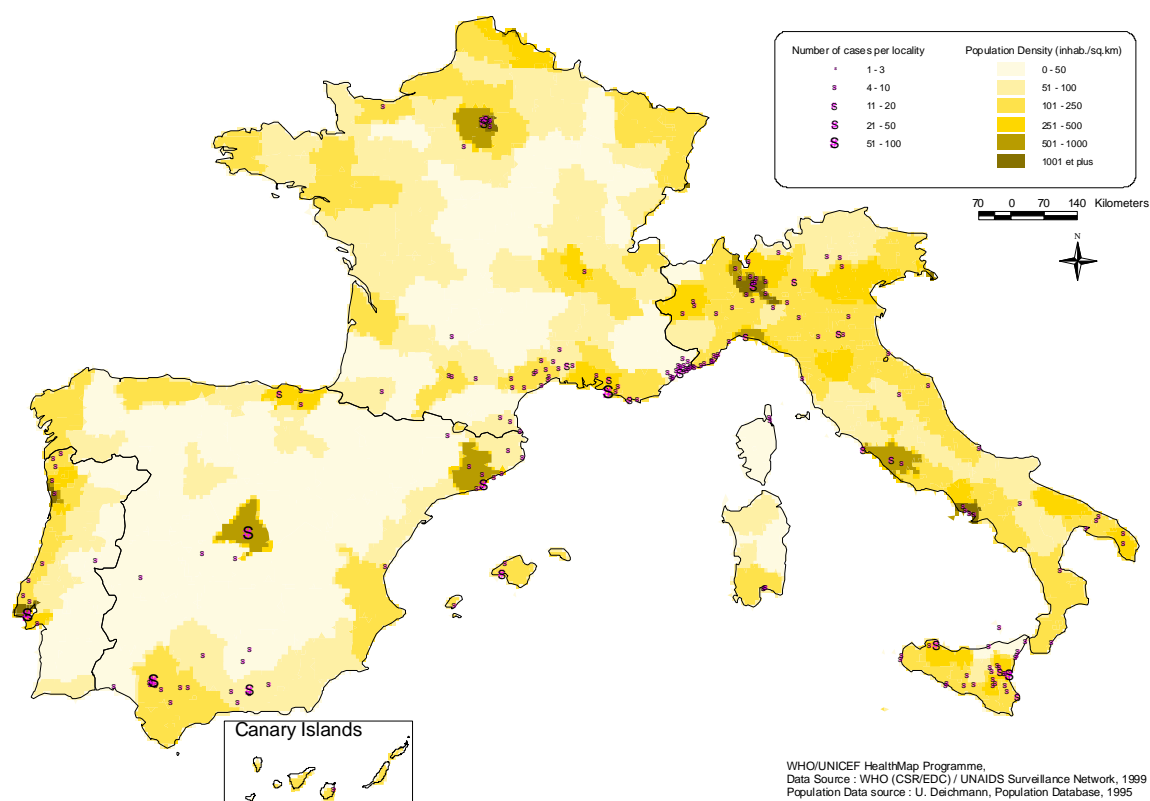 Number of cases per locality
S 1 - 3
S 4 - 10
S 11 - 20
S 21 - 50
S 51 - 100
Population Density (inhab./sq.km)
0 - 50
51 - 100
101 - 250
251 - 500
501 - 1000
1001 et plus
70 0 70 140 Kilometers
N
Canary Islands
WHO/UNICEF HealthMap Programme,
Data Source : WHO (CSR/EDC) / UNAIDS Surveillance Network, 1999
Population Data source : U. Deichmann, Population Database, 1995